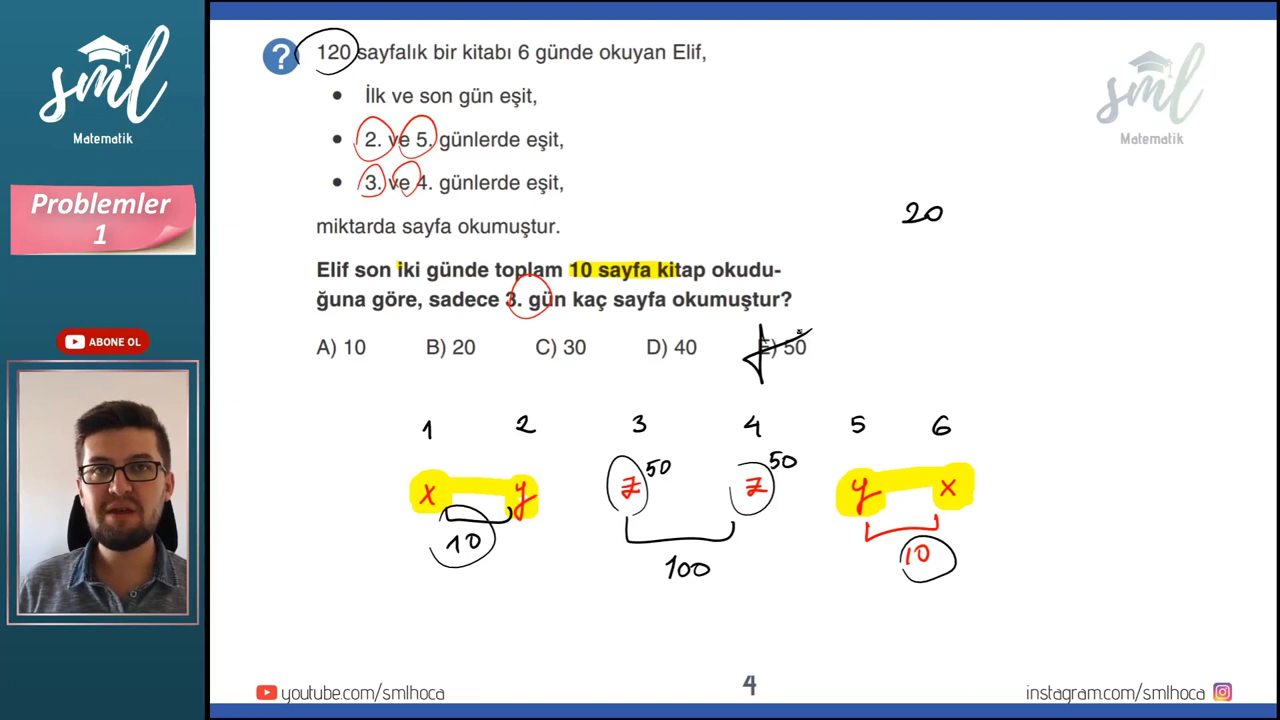 sml
Matematik
Problemler
1
ABONE OL
? 120 sayfalık bir kitabı 6 günde okuyan Elif,
• İlk ve son gün eşit,
• 2. ve 5. günlerde eşit,
• 3. ve 4. günlerde eşit,
miktarda sayfa okumuştur.
Elif son iki günde toplam 10 sayfa kitap okudu-
ğuna göre, sadece 3. gün kaç sayfa okumuştur?
A) 10 B) 20 C) 30 D) 40 E) 50
sml
Matematik
20
1 2 3 4 5 6
x y z 50 z 50 y x
10 100 10
youtube.com/smlhoca
4
instagram.com/smlhoca